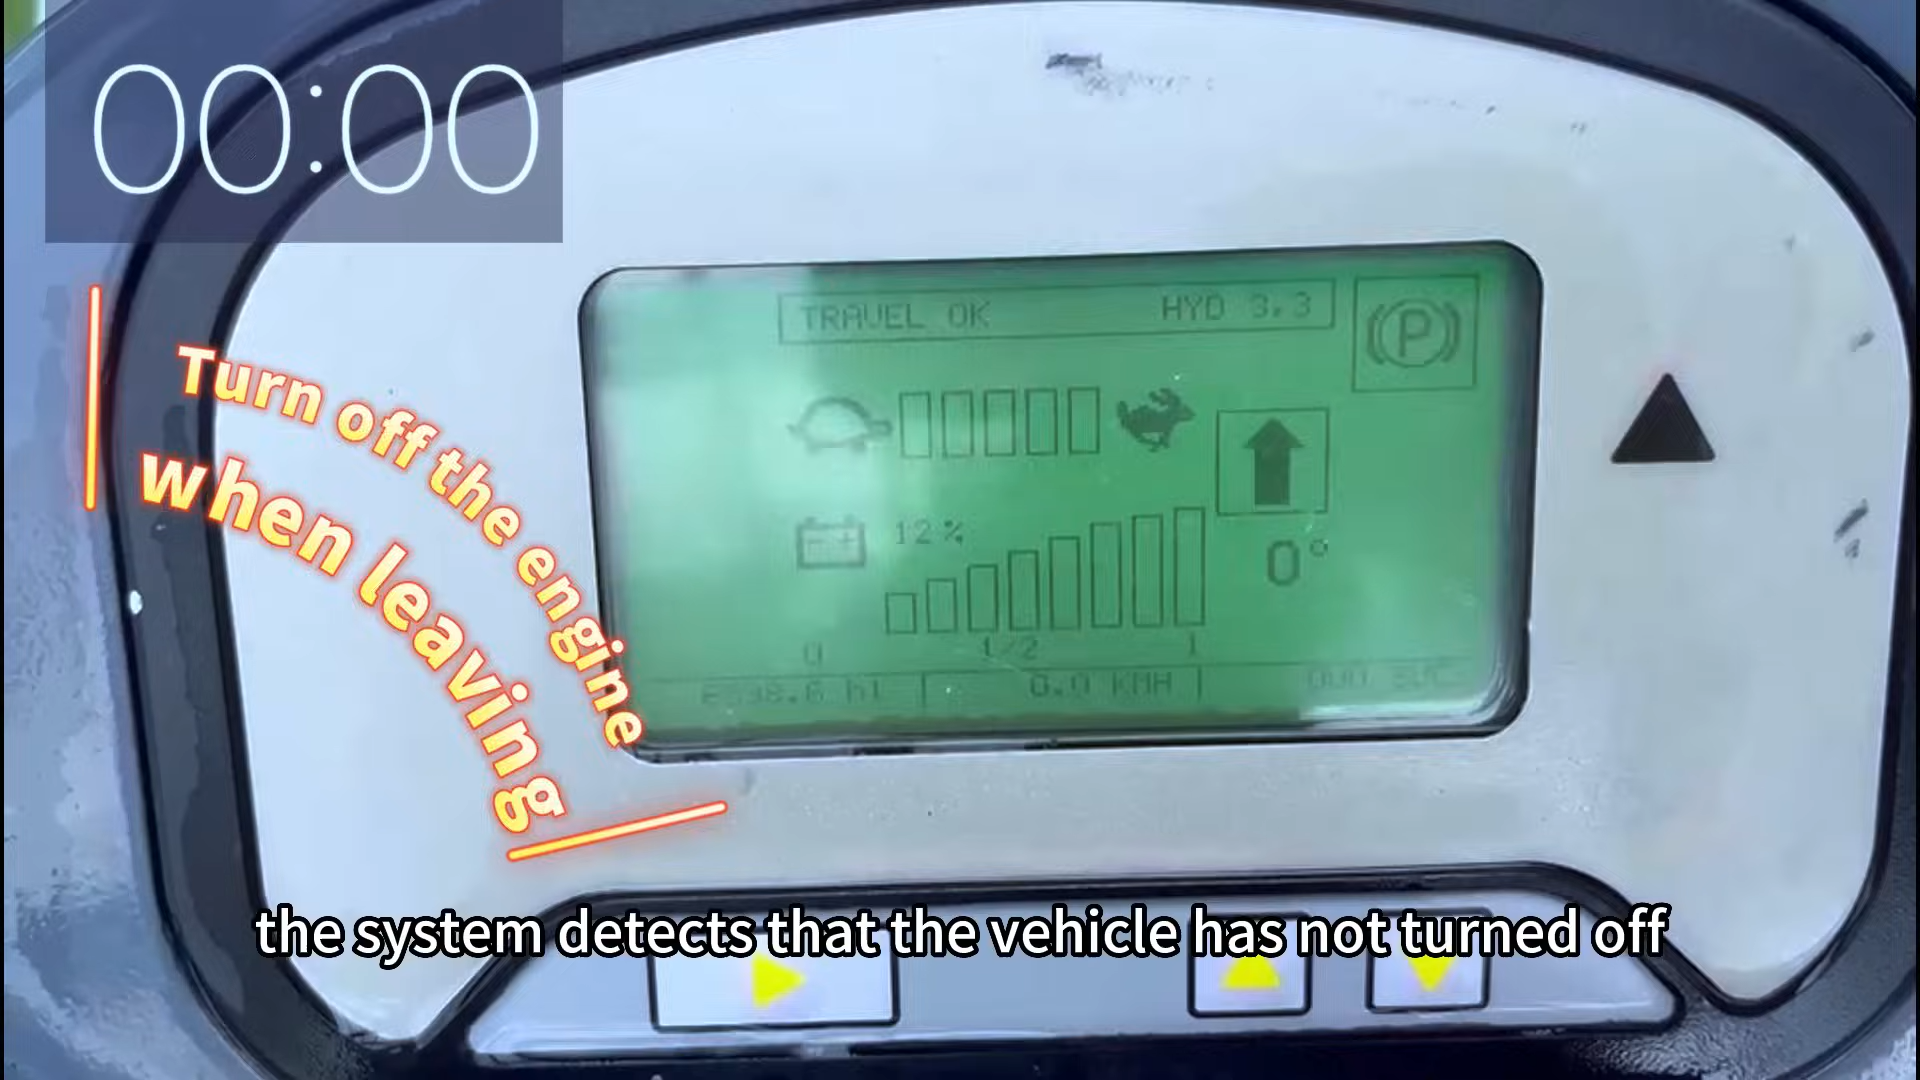 00:00
TRAVEL OK HYD 3.3
P
Turn off the engine
when leaving
12%
0°
0 1/2 1
0.0 KMH
the system detects that the vehicle has not turned off